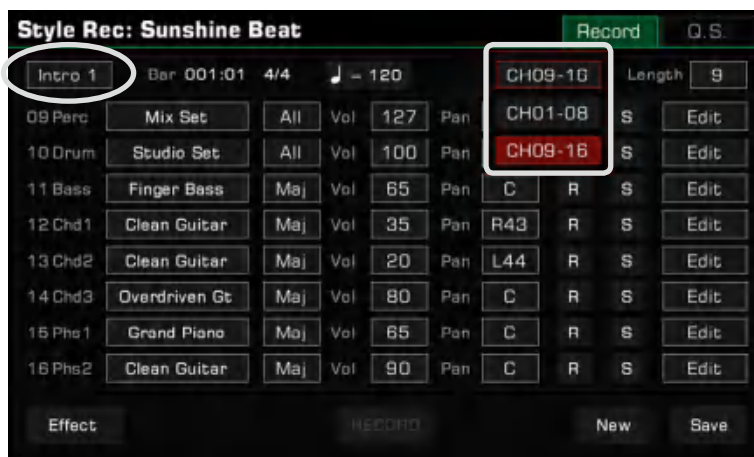 Style Rec: Sunshine Beat Record Q.S.
Intro 1 Bar 001:01 4/4 ♩ = 120 CH09-16 Length 9
09 Perc Mix Set All Vol 127 Pan CH01-08 S Edit
10 Drum Studio Set All Vol 100 Pan CH09-16 S Edit
11 Bass Finger Bass Maj Vol 65 Pan C R S Edit
12 Chd1 Clean Guitar Maj Vol 35 Pan R43 R S Edit
13 Chd2 Clean Guitar Maj Vol 20 Pan L44 R S Edit
14 Chd3 Overdriven Gt Maj Vol 80 Pan C R S Edit
15 Phs1 Grand Piano Maj Vol 65 Pan C R S Edit
16 Phs2 Clean Guitar Maj Vol 90 Pan C R S Edit
Effect RECORD New Save